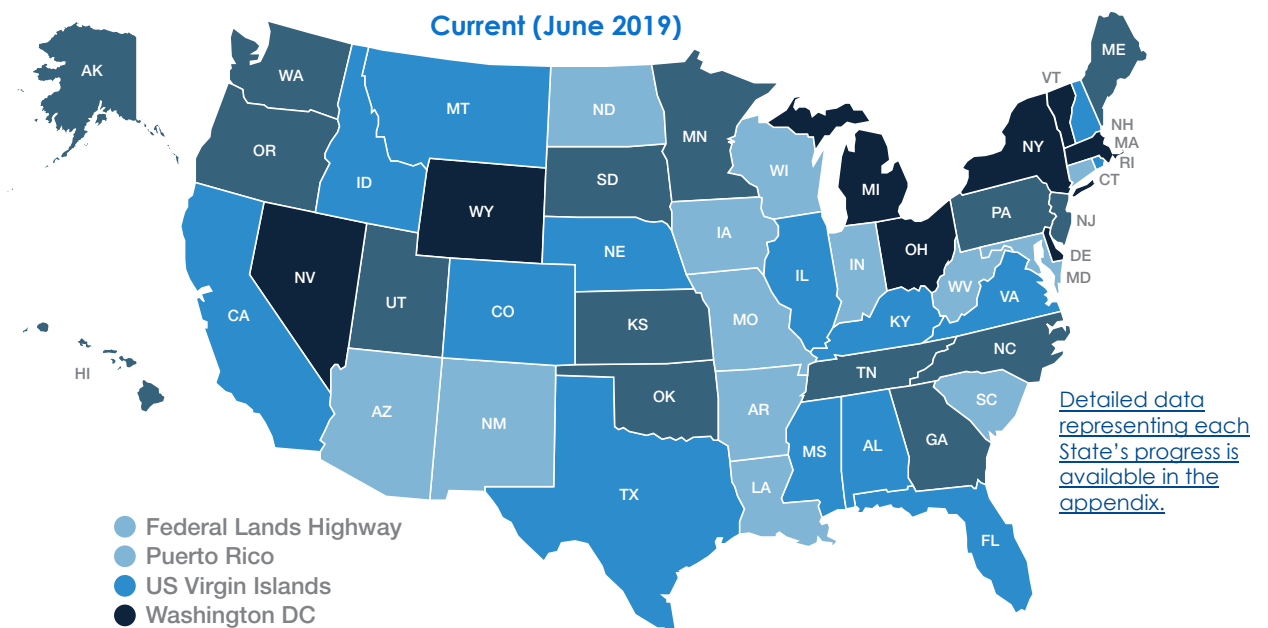 Current (June 2019)
AK
WA
ME
VT
MT
ND
MN
OR
NH
MA
NY
WI
RI
ID
SD
CT
MI
WY
PA
NJ
IA
NE
OH
DE
NV
IL
IN
MD
UT
WV
VA
CO
CA
KS
MO
KY
NC
TN
HI
OK
SC
AZ
AR
NM
GA
MS
AL
LA
TX
FL
Detailed data
representing each
State's progress is
available in the
appendix.
Federal Lands Highway
Puerto Rico
US Virgin Islands
Washington DC